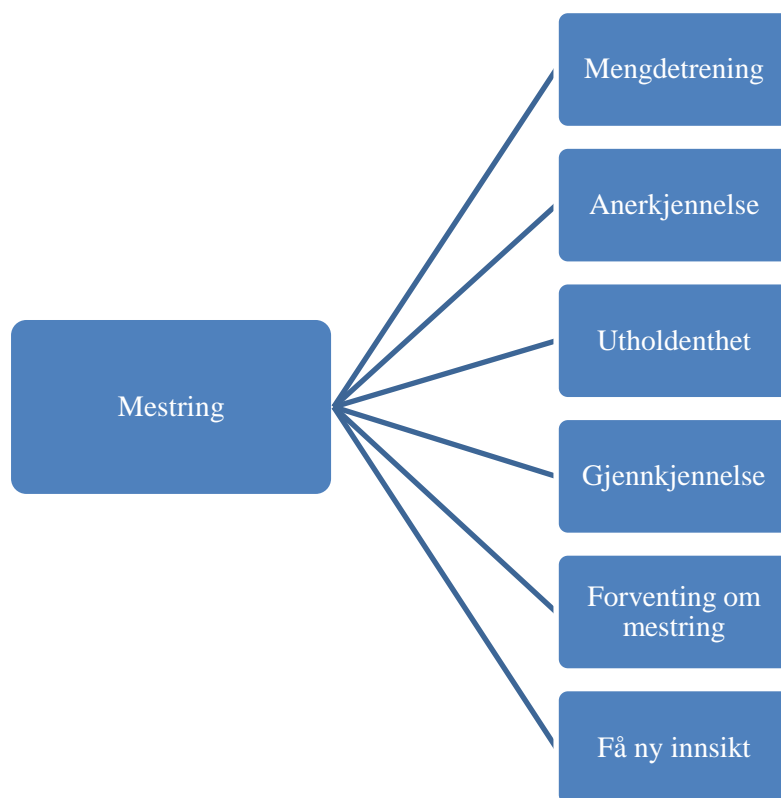 Mengdetrening
Anerkjennelse
Utholdenthet
Mestring
Gjennkjennelse
Forventing om
mestring
Få ny innsikt